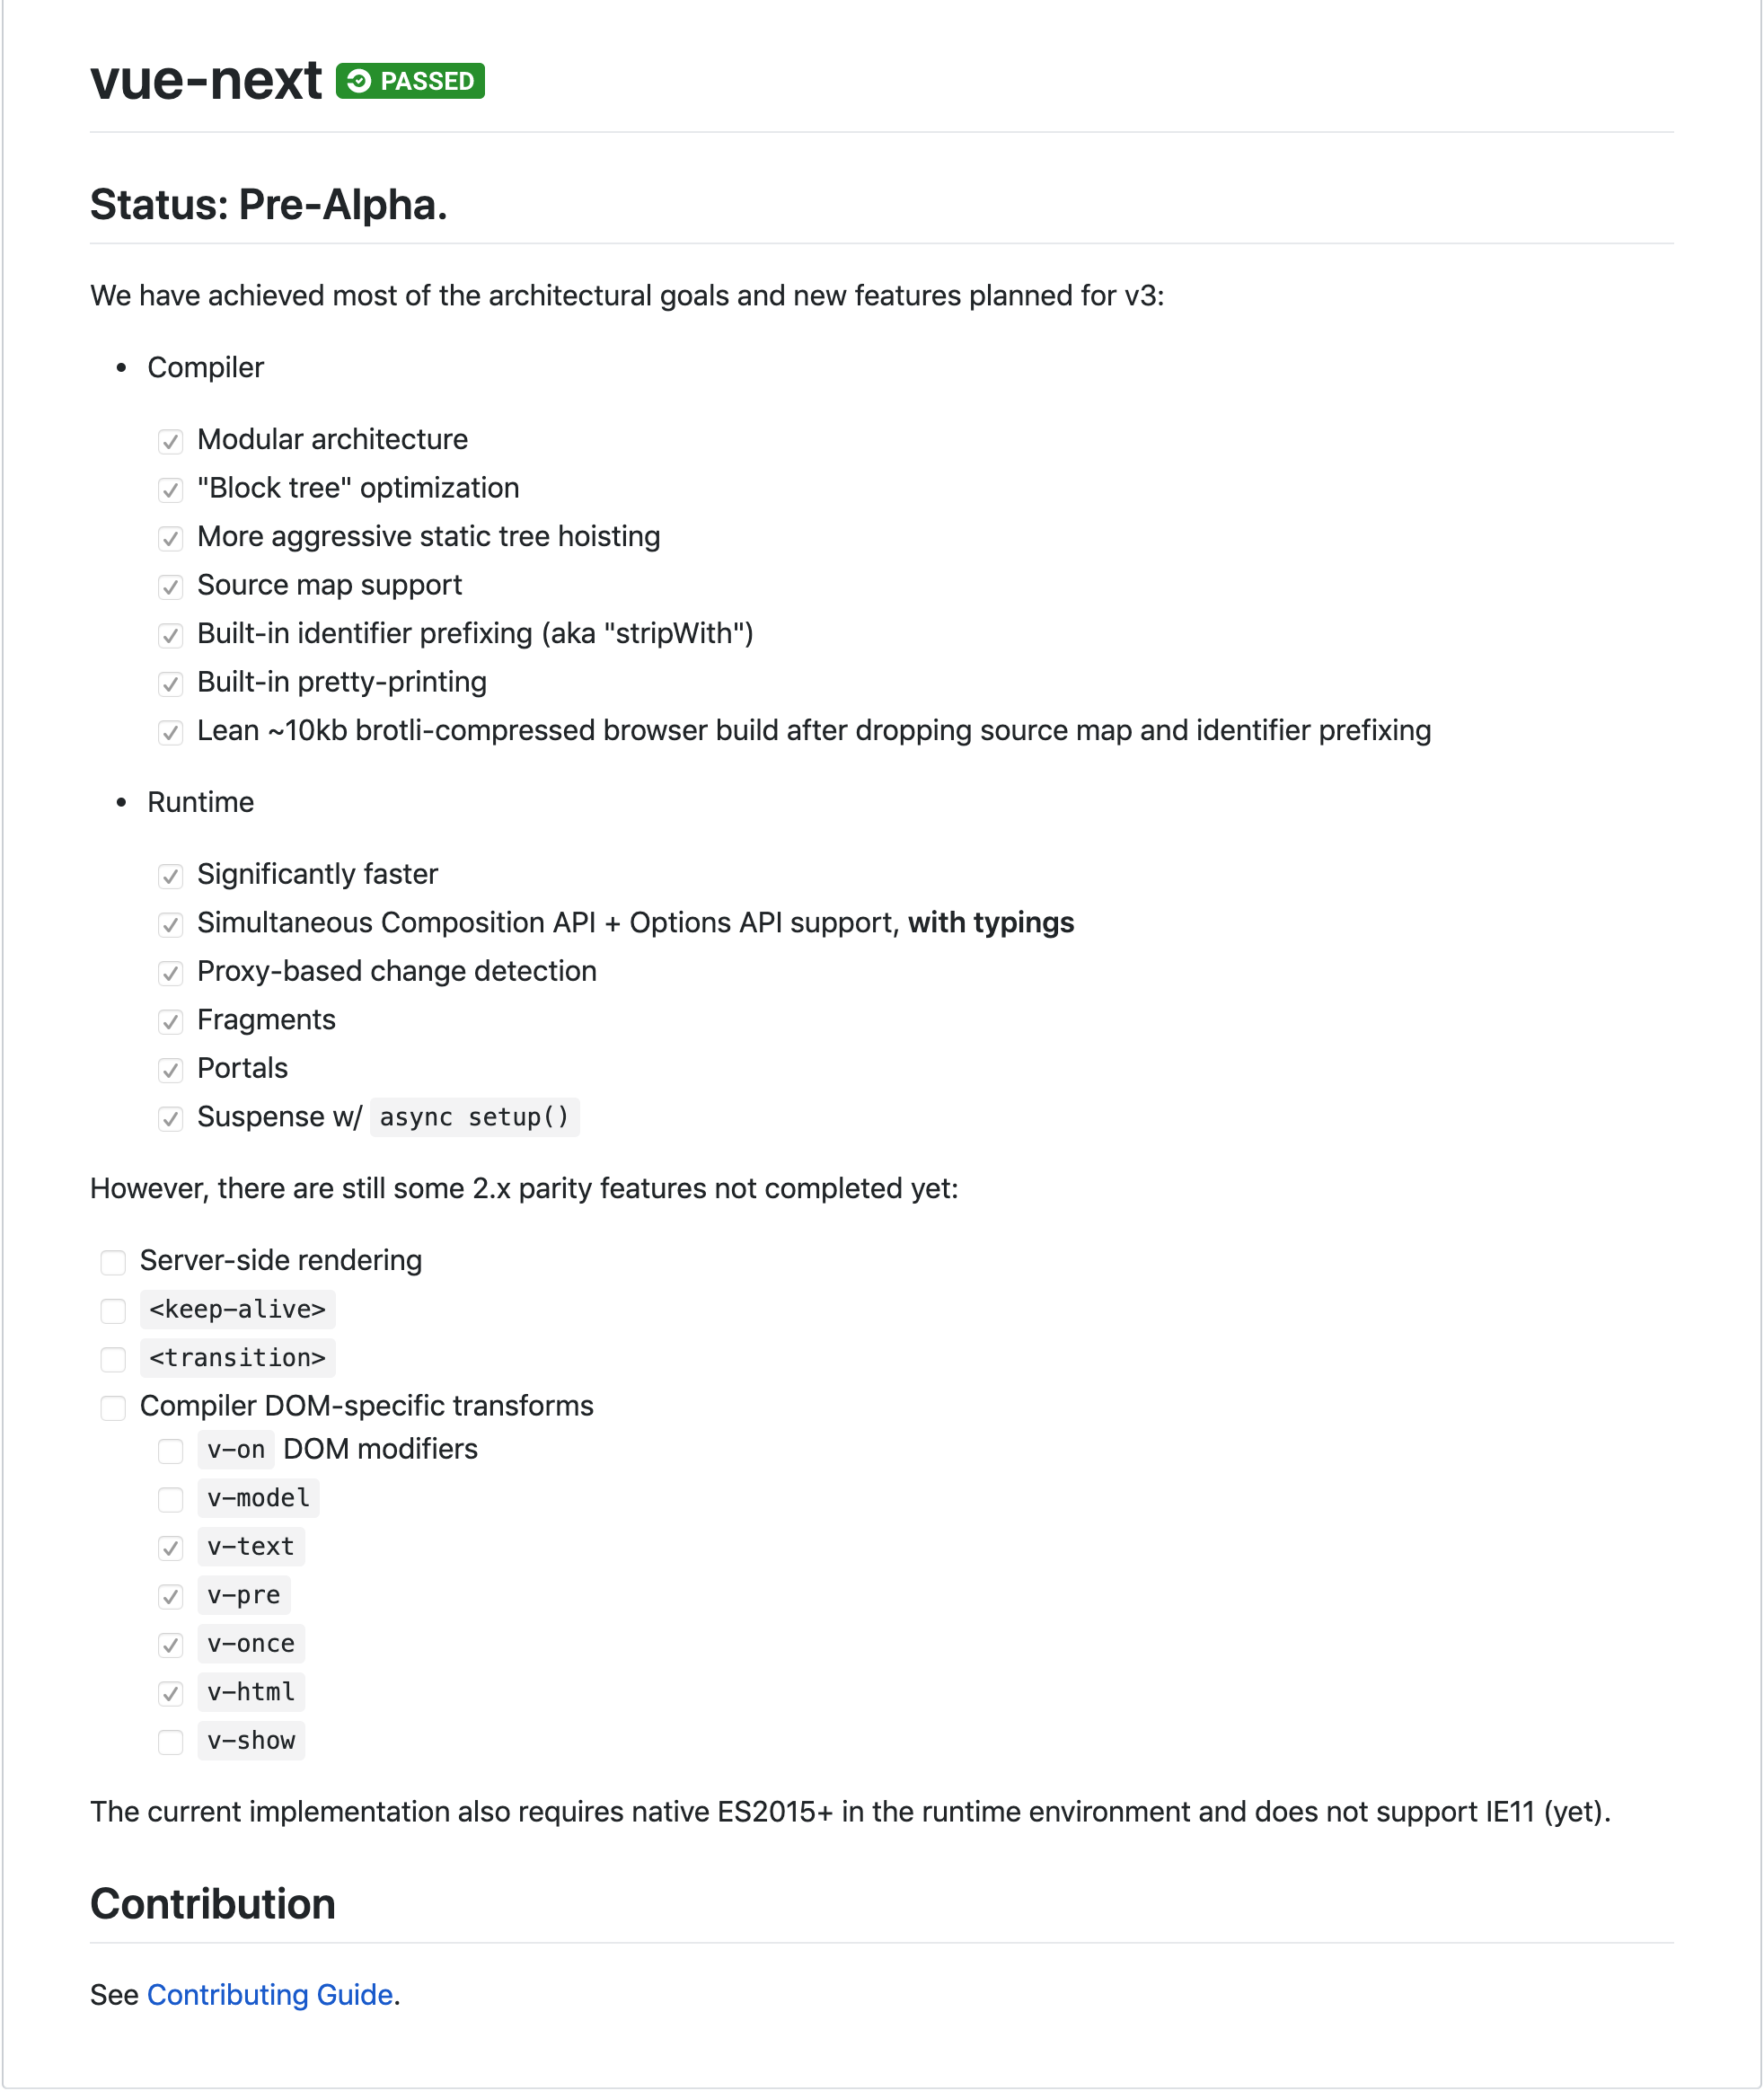 vue-next PASSED
Status: Pre-Alpha.
We have achieved most of the architectural goals and new features planned for v3:
Compiler
Modular architecture
"Block tree" optimization
More aggressive static tree hoisting
Source map support
Built-in identifier prefixing (aka "stripWith")
Built-in pretty-printing
Lean ~10kb brotli-compressed browser build after dropping source map and identifier prefixing
Runtime
Significantly faster
Simultaneous Composition API + Options API support, with typings
Proxy-based change detection
Fragments
Portals
Suspense w/ async setup()
However, there are still some 2.x parity features not completed yet:
Server-side rendering
<keep-alive>
<transition>
Compiler DOM-specific transforms
v-on DOM modifiers
v-model
v-text
v-pre
v-once
v-html
v-show
The current implementation also requires native ES2015+ in the runtime environment and does not support IE11 (yet).
Contribution
See Contributing Guide.